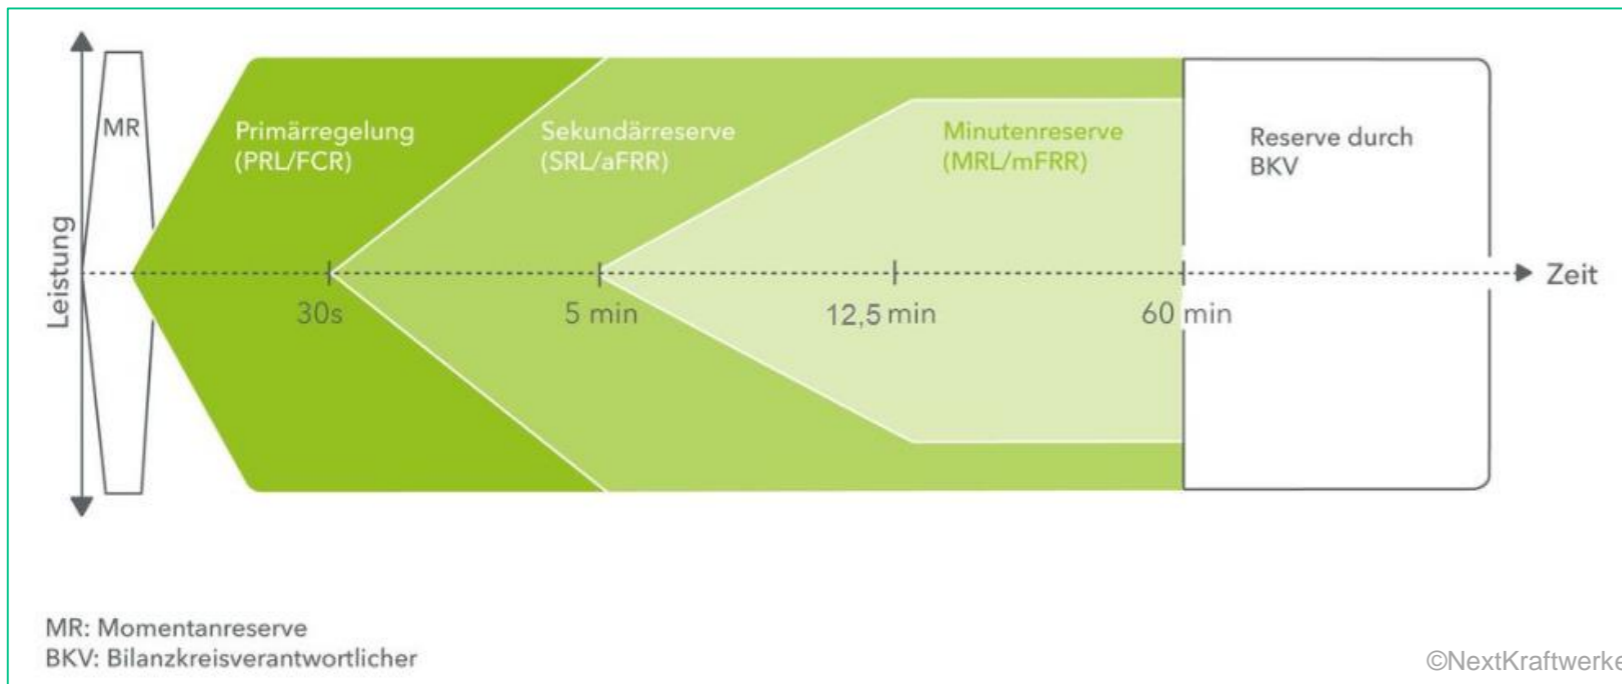 MR
Primärregelung
(PRL/FCR)
Sekundärreserve
(SRL/aFRR)
Minutenreserve
(MRL/mFRR)
Reserve durch
BKV
Leistung
Zeit
30s
5 min
12,5 min
60 min
MR: Momentanreserve
BKV: Bilanzkreisverantwortlicher
©NextKraftwerke